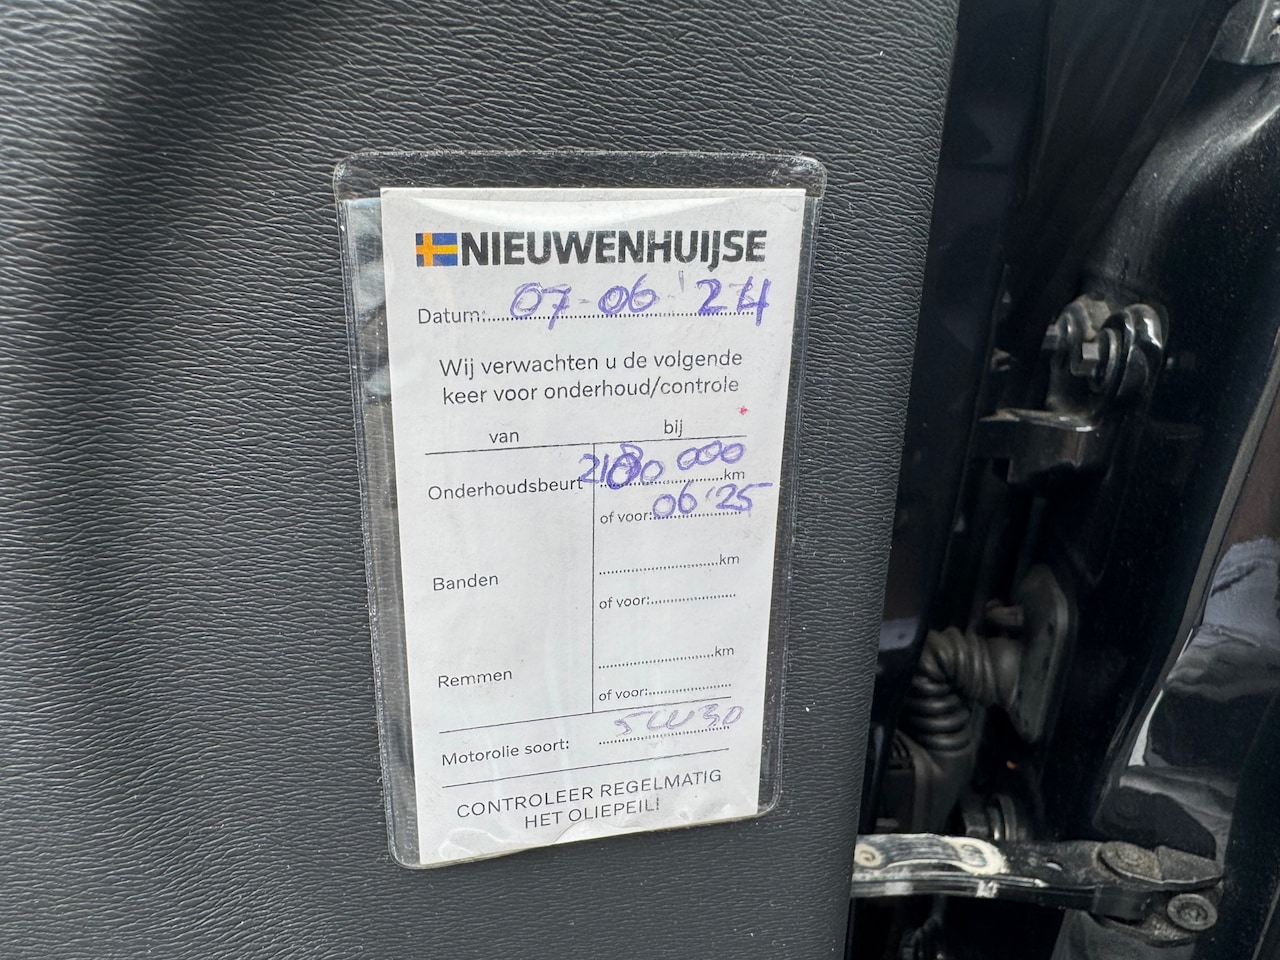 NIEUWENHUIJSE
Datum: 07-06 '24
Wij verwachten u de volgende
keer voor onderhoud/controle
van bij
Onderhoudsbeurt 000 km
of voor: 06 '25
Banden km
of voor:
Remmen km
of voor:
Motorolie soort: 5W30
CONTROLEER REGELMATIG
HET OLIEPEIL!